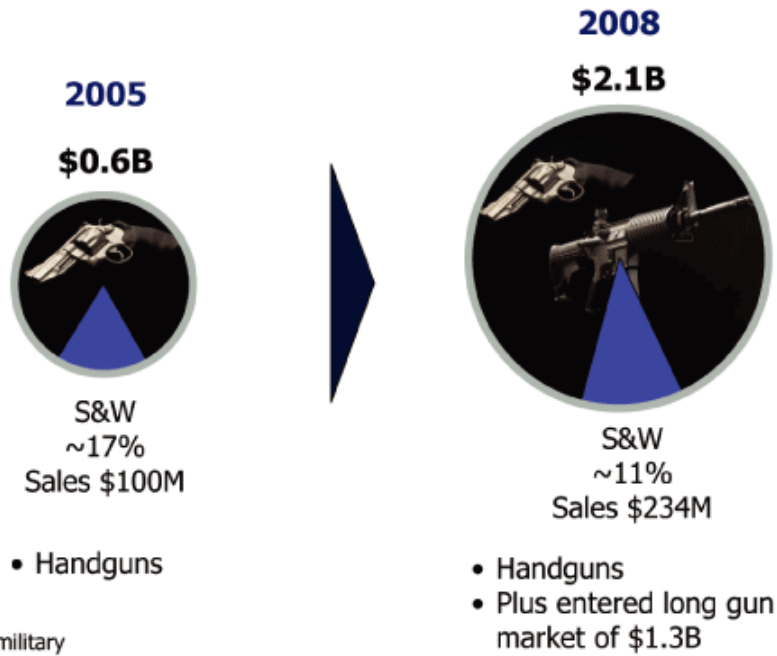 2005
$0.6B
S&W
~17%
Sales $100M
• Handguns
military
2008
$2.1B
S&W
~11%
Sales $234M
• Handguns
• Plus entered long gun
market of $1.3B